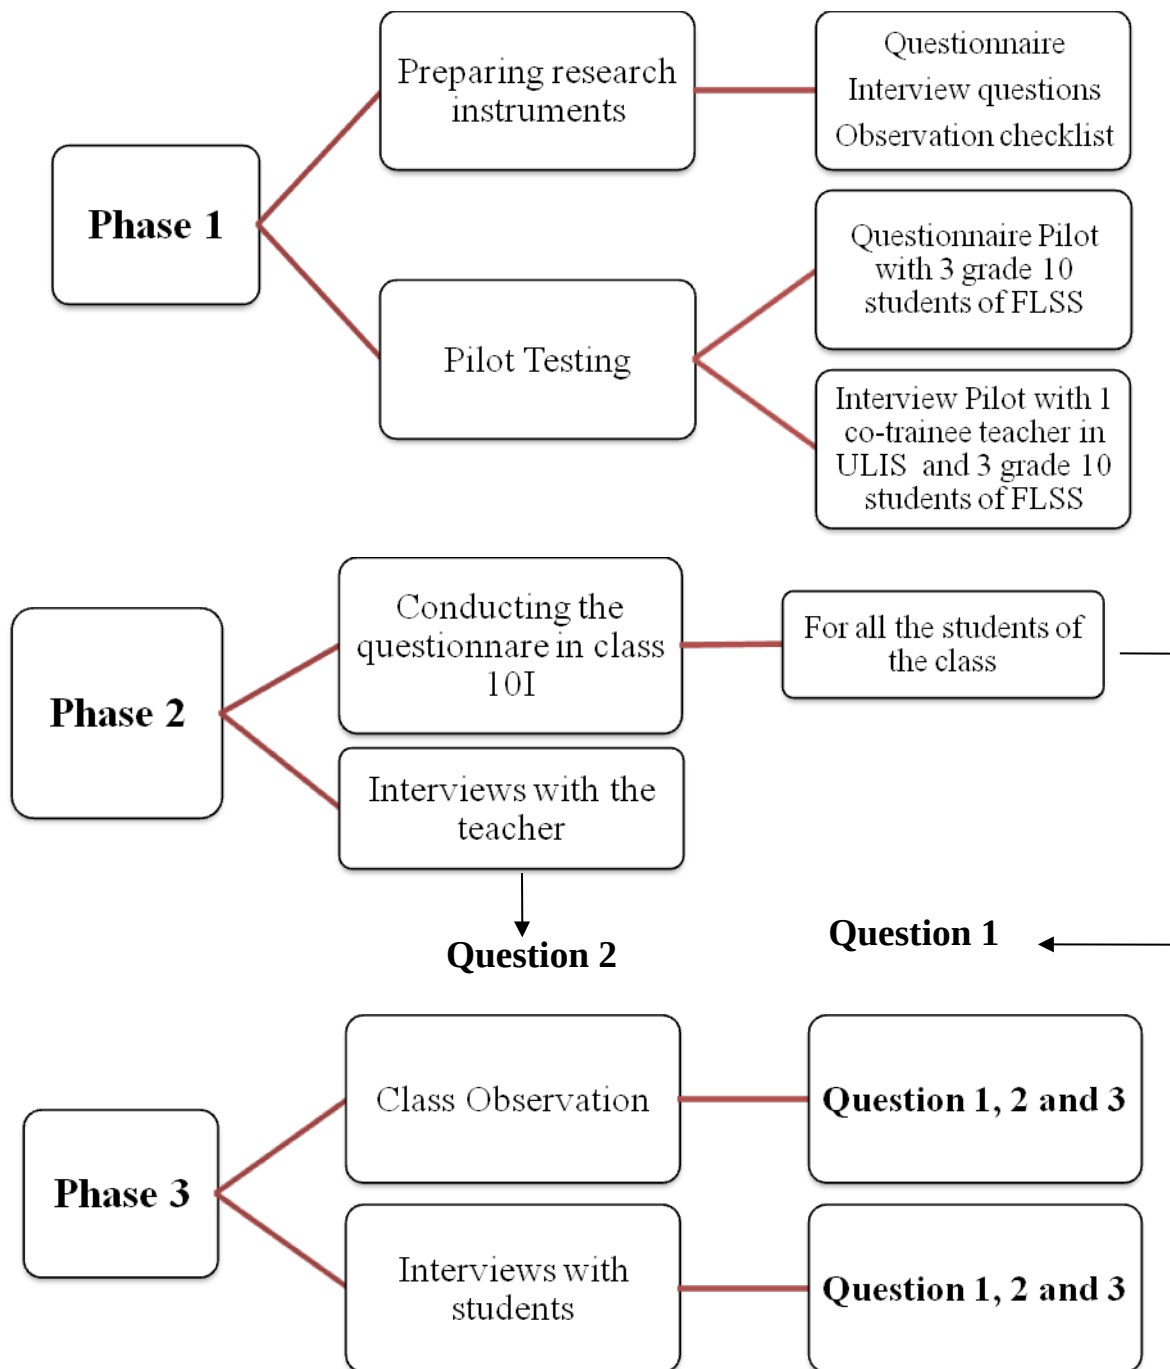 Phase 1
Preparing research
instruments
Questionnaire
Interview questions
Observation checklist
Pilot Testing
Questionnaire Pilot
with 3 grade 10
students of FLSS
Interview Pilot with 1
co-trainee teacher in
ULIS and 3 grade 10
students of FLSS
Phase 2
Conducting the
questionnare in class
10I
For all the students of
the class
Interviews with the
teacher
Question 2
Question 1
Phase 3
Class Observation
Question 1, 2 and 3
Interviews with
students
Question 1, 2 and 3